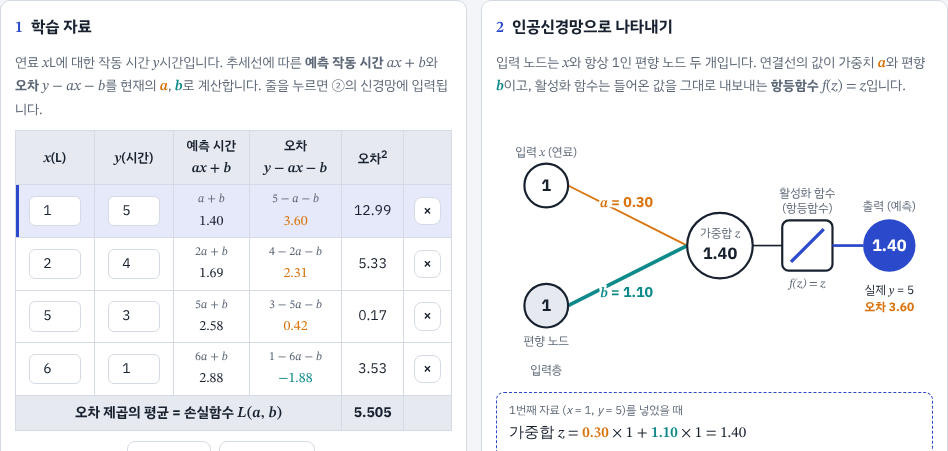 1 학습 자료
연료 xL에 대한 작동 시간 y시간입니다. 추세선에 따른 예측 작동 시간 ax + b와
오차 y − ax − b를 현재의 a, b로 계산합니다. 줄을 누르면 ②의 신경망에 입력됩
니다.
x(L) y(시간) 예측 시간 ax + b 오차 y − ax − b 오차²
1 5 a + b 1.40 5 − a − b 3.60 12.99 ×
2 4 2a + b 1.69 4 − 2a − b 2.31 5.33 ×
5 3 5a + b 2.58 3 − 5a − b 0.42 0.17 ×
6 1 6a + b 2.88 1 − 6a − b −1.88 3.53 ×
오차 제곱의 평균 = 손실함수 L(a, b) 5.505
2 인공신경망으로 나타내기
입력 노드는 x와 항상 1인 편향 노드 두 개입니다. 연결선의 값이 가중치 a와 편향
b이고, 활성화 함수는 들어온 값을 그대로 내보내는 항등함수 f(z) = z입니다.
입력 x (연료)
1
a = 0.30
가중합 z
1.40
활성화 함수
(항등함수)
f(z) = z
출력 (예측)
1.40
실제 y = 5
오차 3.60
b = 1.10
1
편향 노드
입력층
1번째 자료 (x = 1, y = 5)를 넣었을 때
가중합 z = 0.30 × 1 + 1.10 × 1 = 1.40